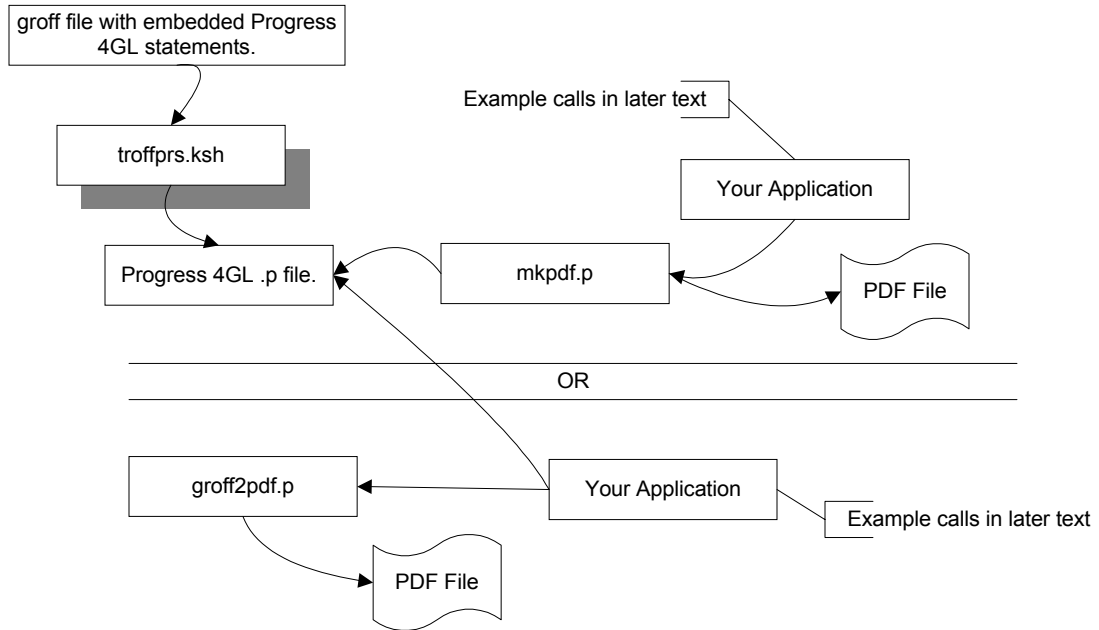 groff file with embedded Progress
4GL statements.
Example calls in later text
troffprs.ksh
Your Application
Progress 4GL .p file.
mkpdf.p
PDF File
OR
groff2pdf.p
Your Application
Example calls in later text
PDF File